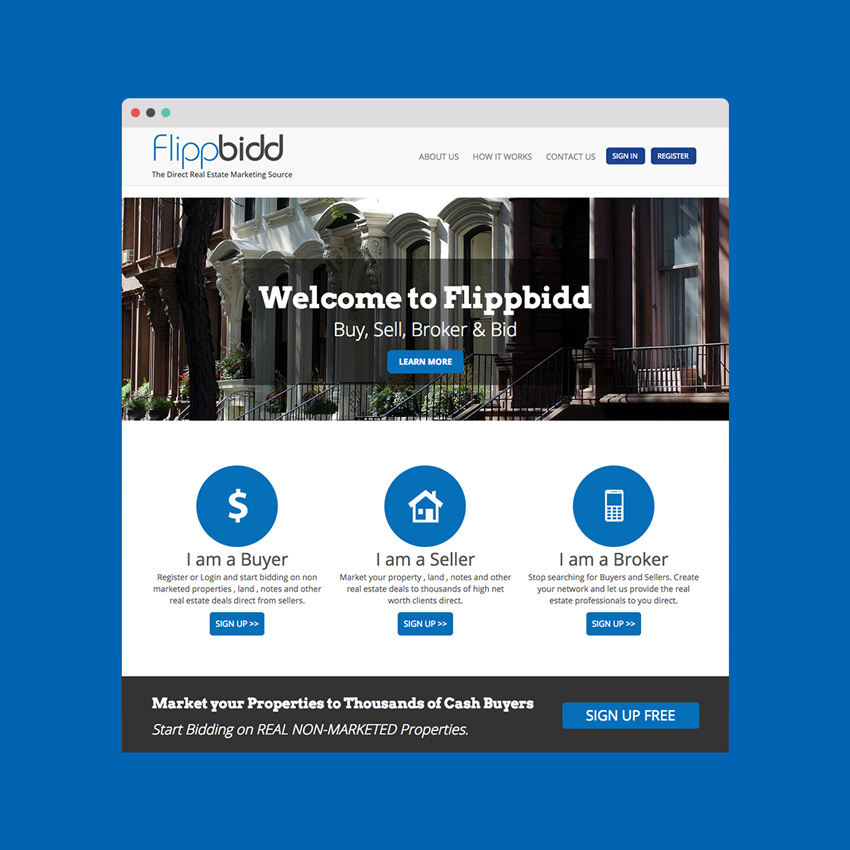 Flippbidd
The Direct Real Estate Marketing Source
ABOUT US
HOW IT WORKS
CONTACT US
SIGN IN
REGISTER
Welcome to Flippbidd
Buy, Sell, Broker & Bid
LEARN MORE
$
I am a Buyer
Register or Login and start bidding on non
marketed properties , land , notes and other
real estate deals direct from sellers.
SIGN UP >>
I am a Seller
Market your property , land , notes and other
real estate deals to thousands of high net
worth clients direct.
SIGN UP >>
I am a Broker
Stop searching for Buyers and Sellers. Create
your network and let us provide the real
estate professionals to you direct.
SIGN UP >>
Market your Properties to Thousands of Cash Buyers
Start Bidding on REAL NON-MARKETED Properties.
SIGN UP FREE